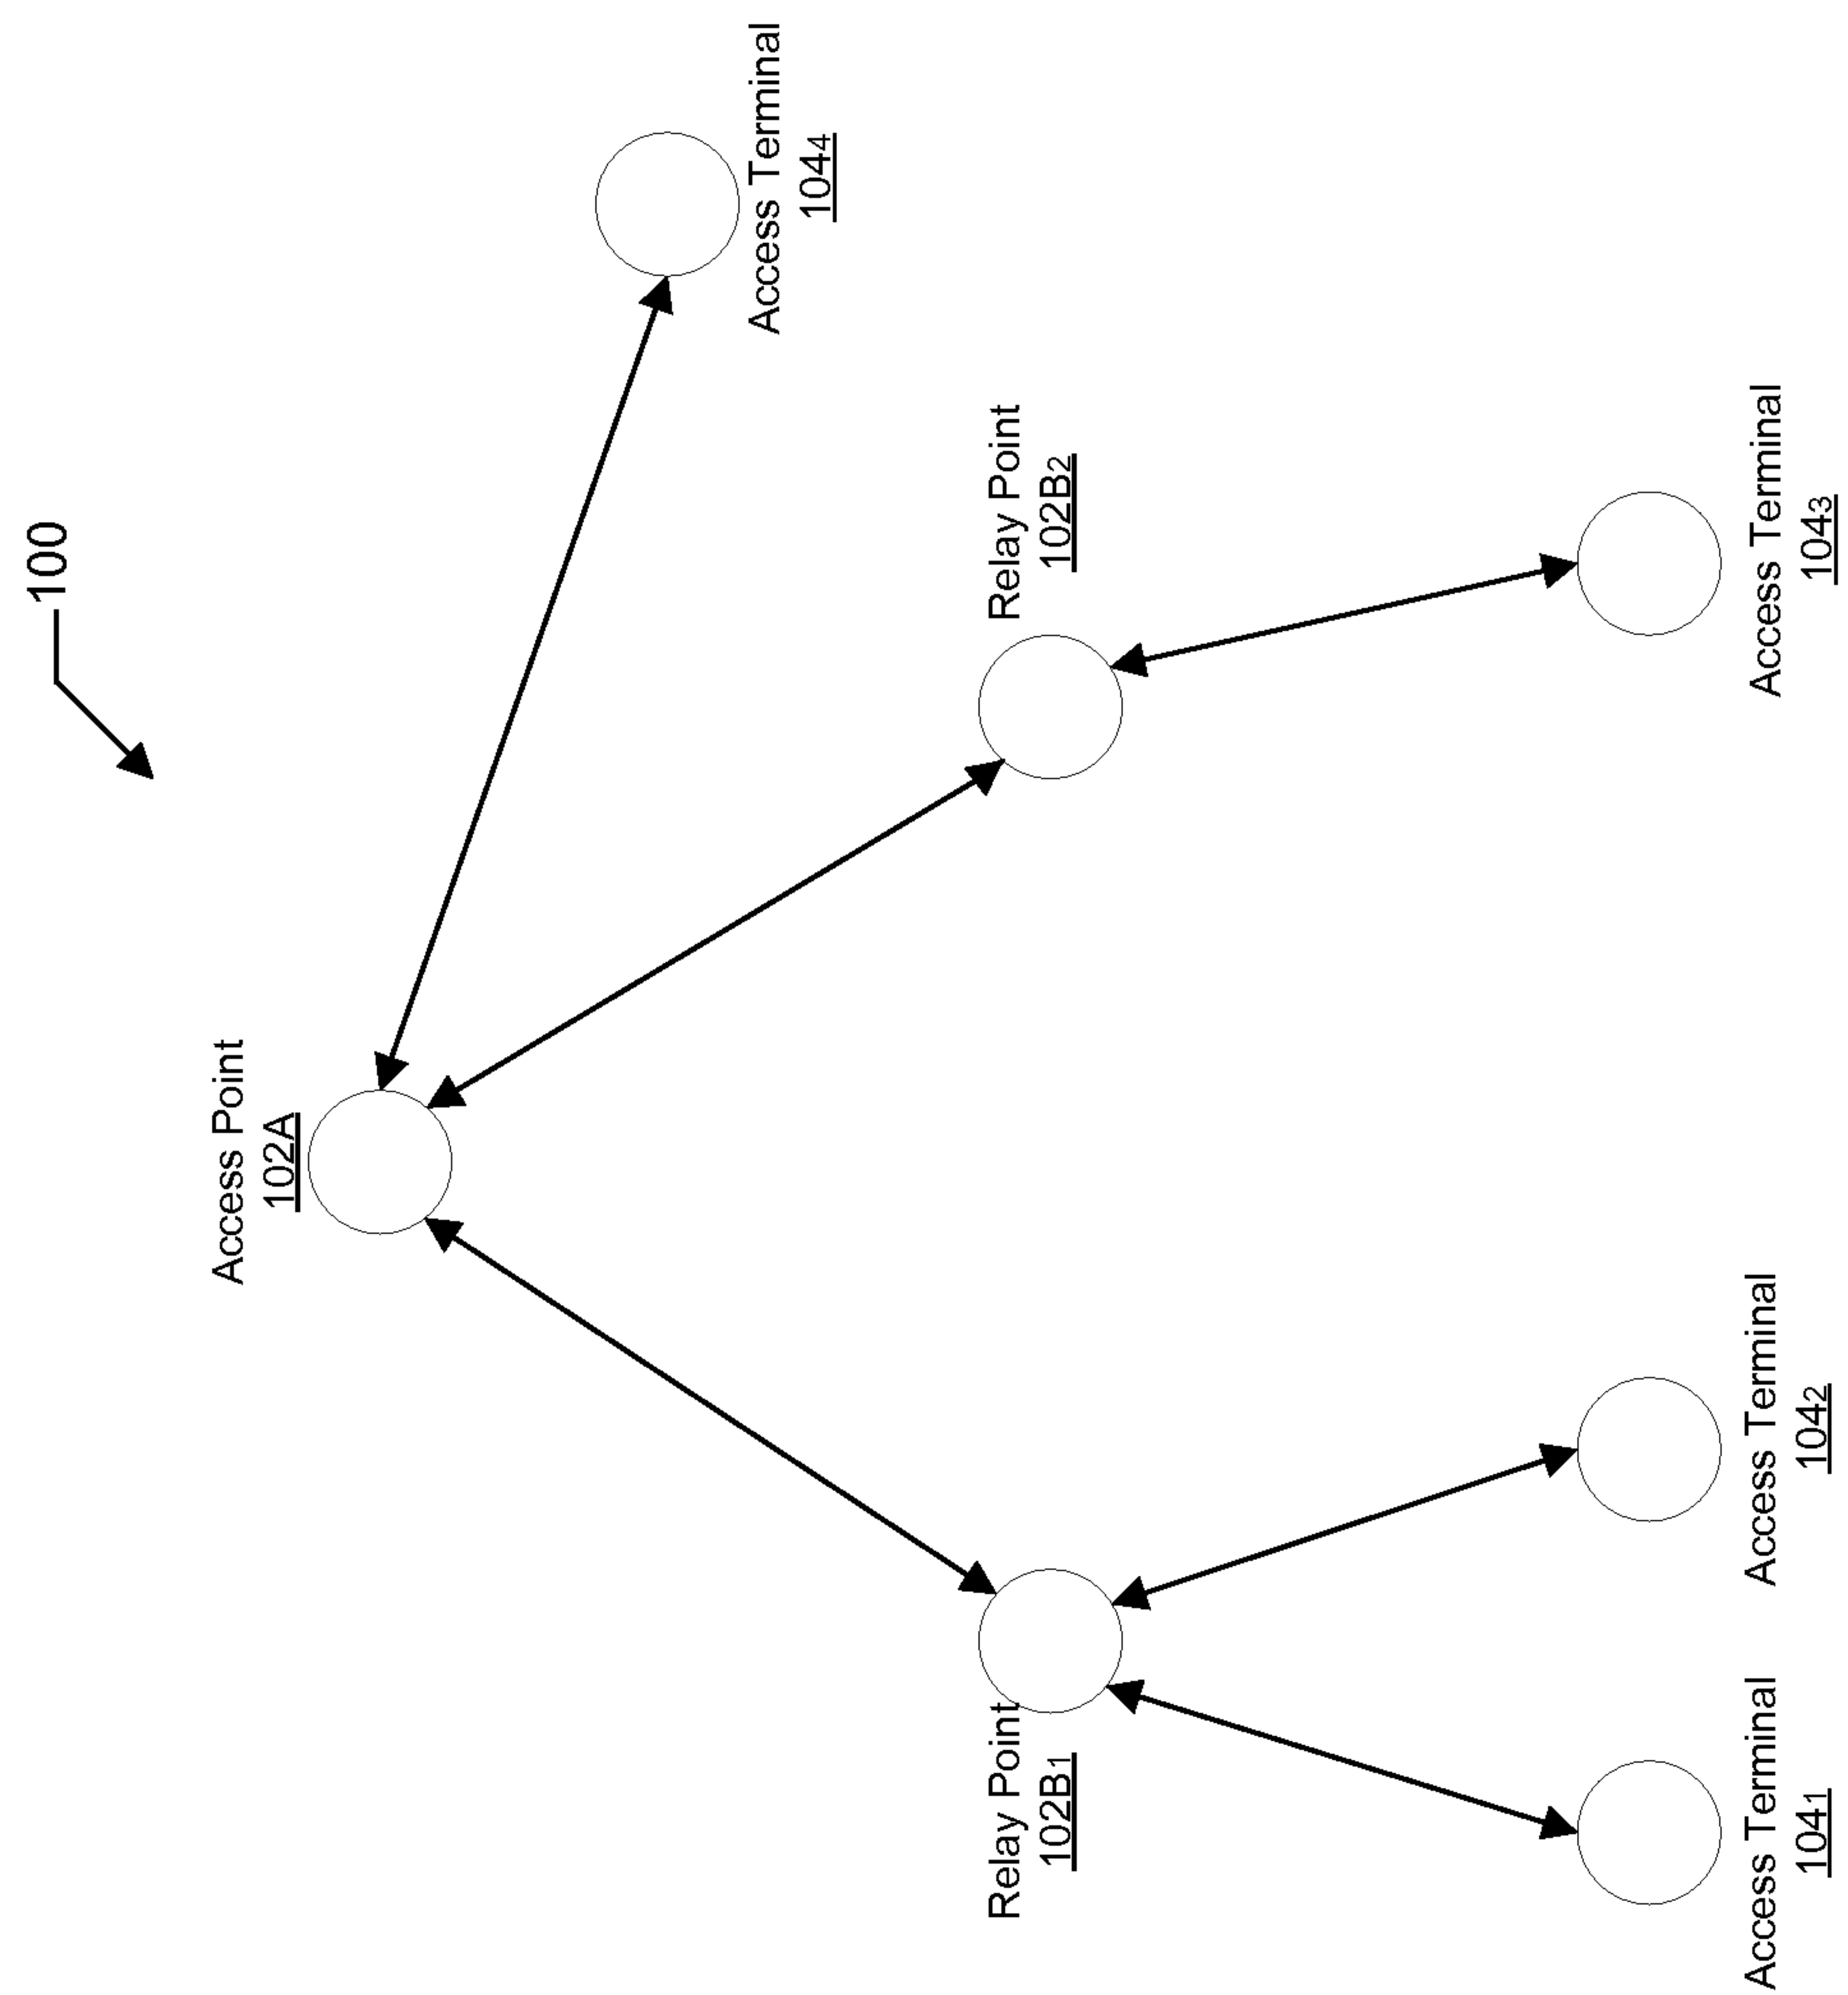 100
Access Point
102A
Access Terminal
104₄
Relay Point
102B₁
Relay Point
102B₂
Access Terminal
104₁
Access Terminal
104₂
Access Terminal
104₃